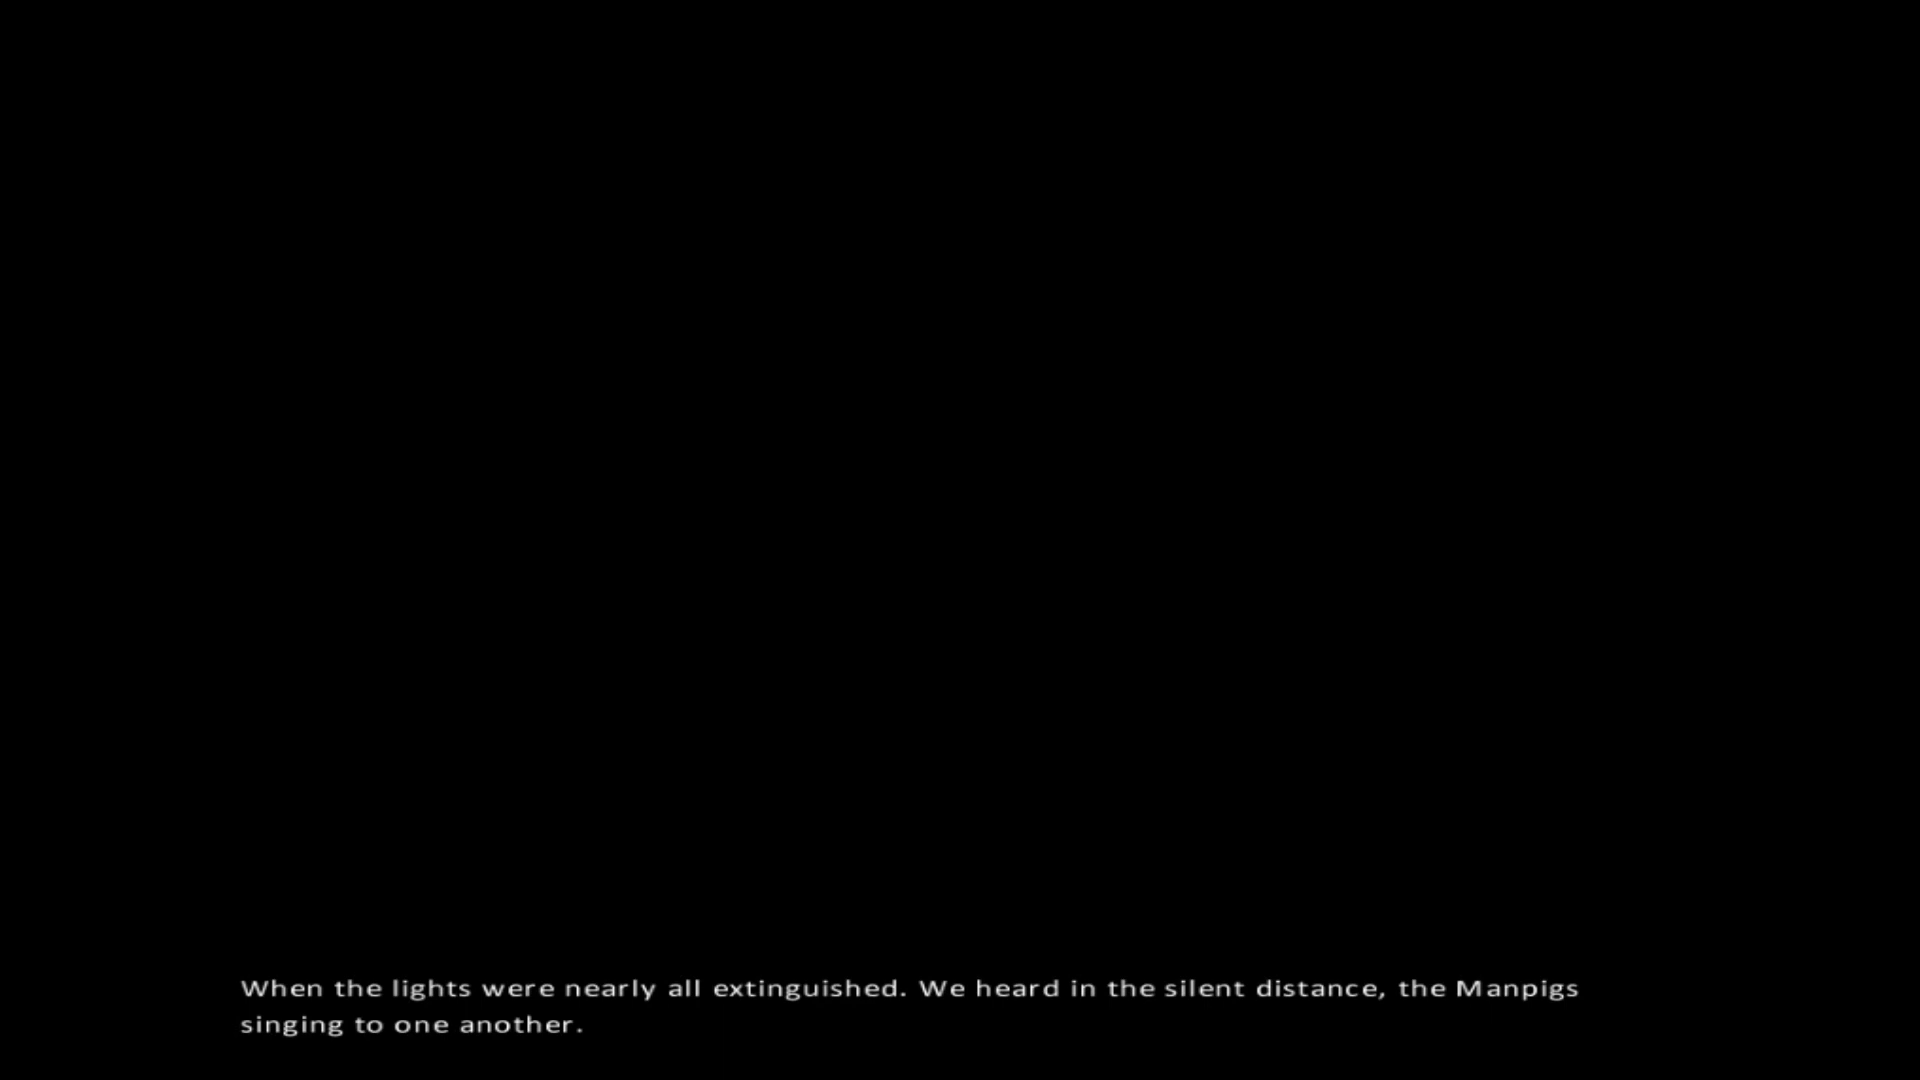 When the lights were nearly all extinguished. We heard in the silent distance, the Manpigs
singing to one another.